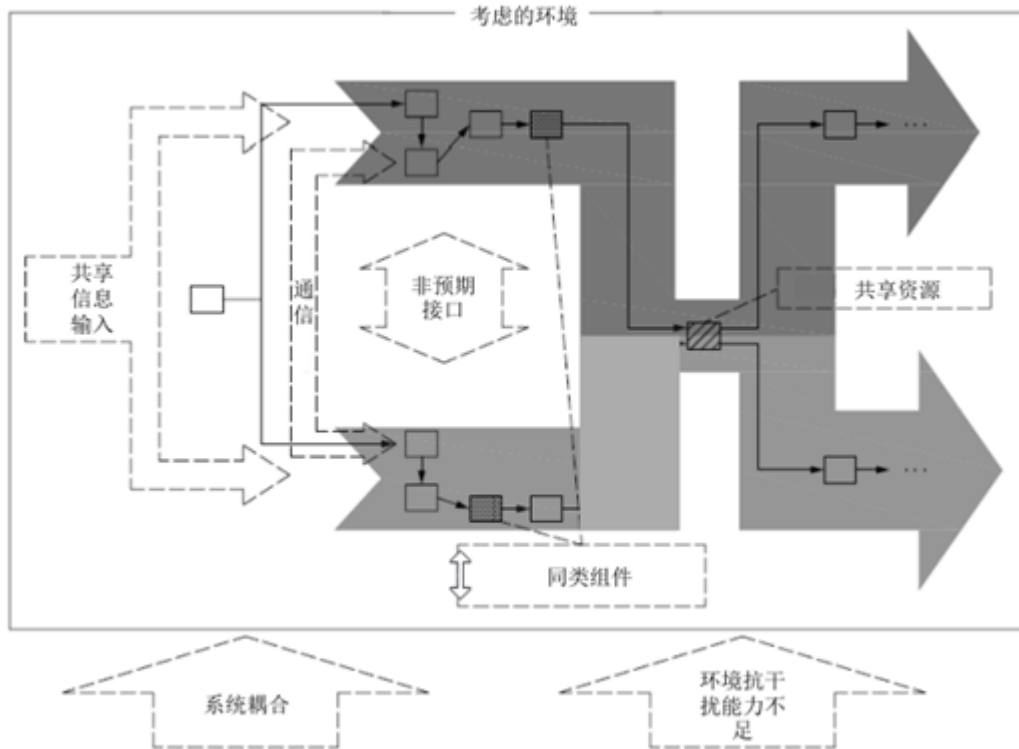 考虑的环境
共享
信息
输入
通信
非预期
接口
共享资源
...
...
同类组件
系统耦合
环境抗干
扰能力不
足